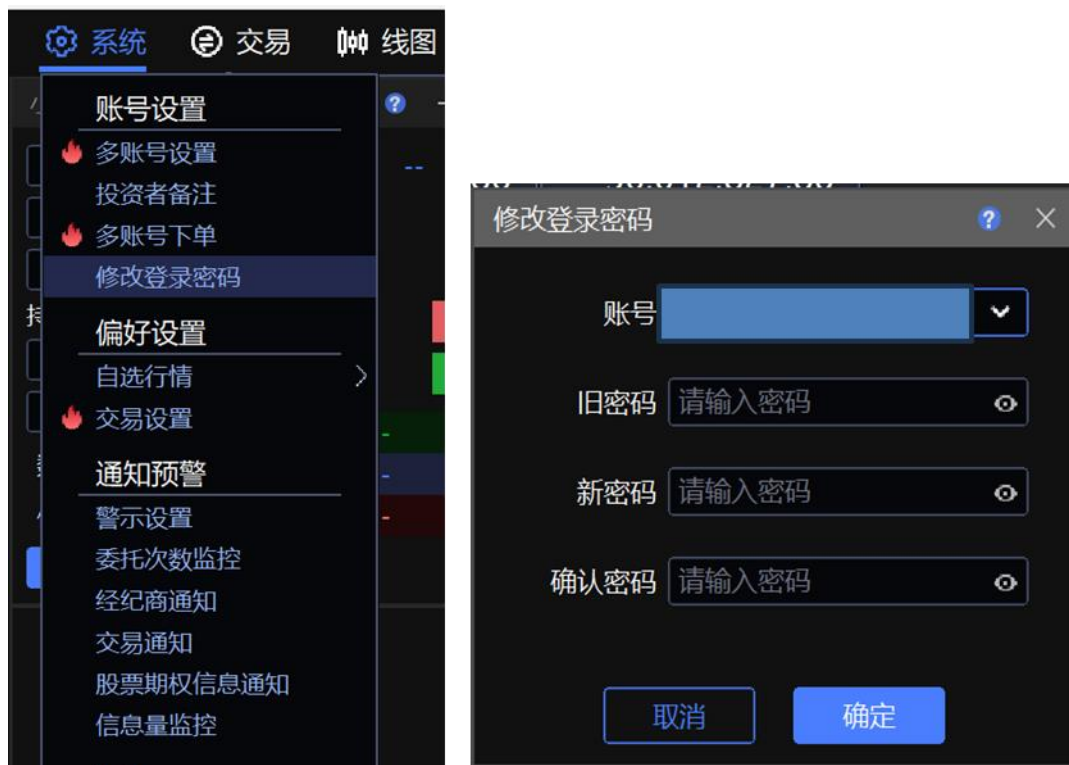 系统 交易 线图
账号设置
多账号设置
投资者备注
多账号下单
修改登录密码
偏好设置
自选行情
交易设置
通知预警
警示设置
委托次数监控
经纪商通知
交易通知
股票期权信息通知
信息量监控
修改登录密码
账号
旧密码 请输入密码
新密码 请输入密码
确认密码 请输入密码
取消 确定